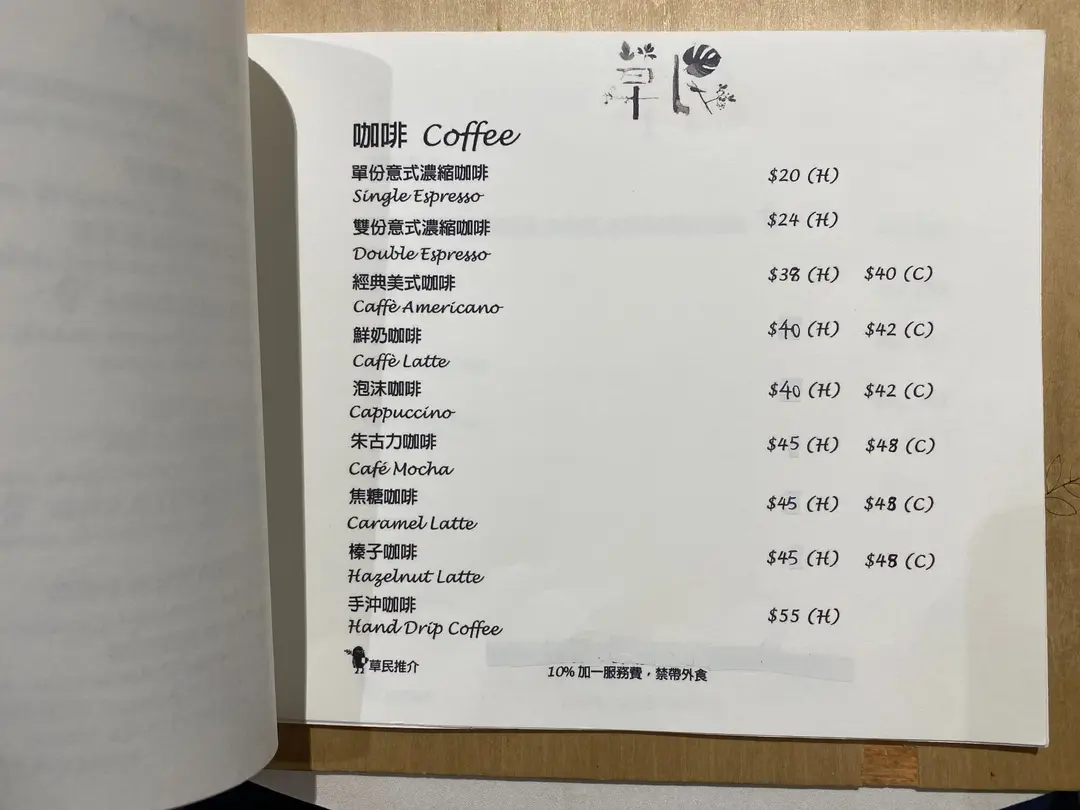 草民
咖啡 Coffee
單份意式濃縮咖啡
Single Espresso $20 (H)
雙份意式濃縮咖啡 $24 (H)
Double Espresso
經典美式咖啡 $38 (H) $40 (C)
Caffè Americano
鮮奶咖啡 $40 (H) $42 (C)
Caffè Latte
泡沫咖啡 $40 (H) $42 (C)
Cappuccino
朱古力咖啡 $45 (H) $48 (C)
Café Mocha
焦糖咖啡 $45 (H) $48 (C)
Caramel Latte
榛子咖啡 $45 (H) $48 (C)
Hazelnut Latte
手沖咖啡 $55 (H)
Hand Drip Coffee
草民推介
10% 加一服務費，禁帶外食